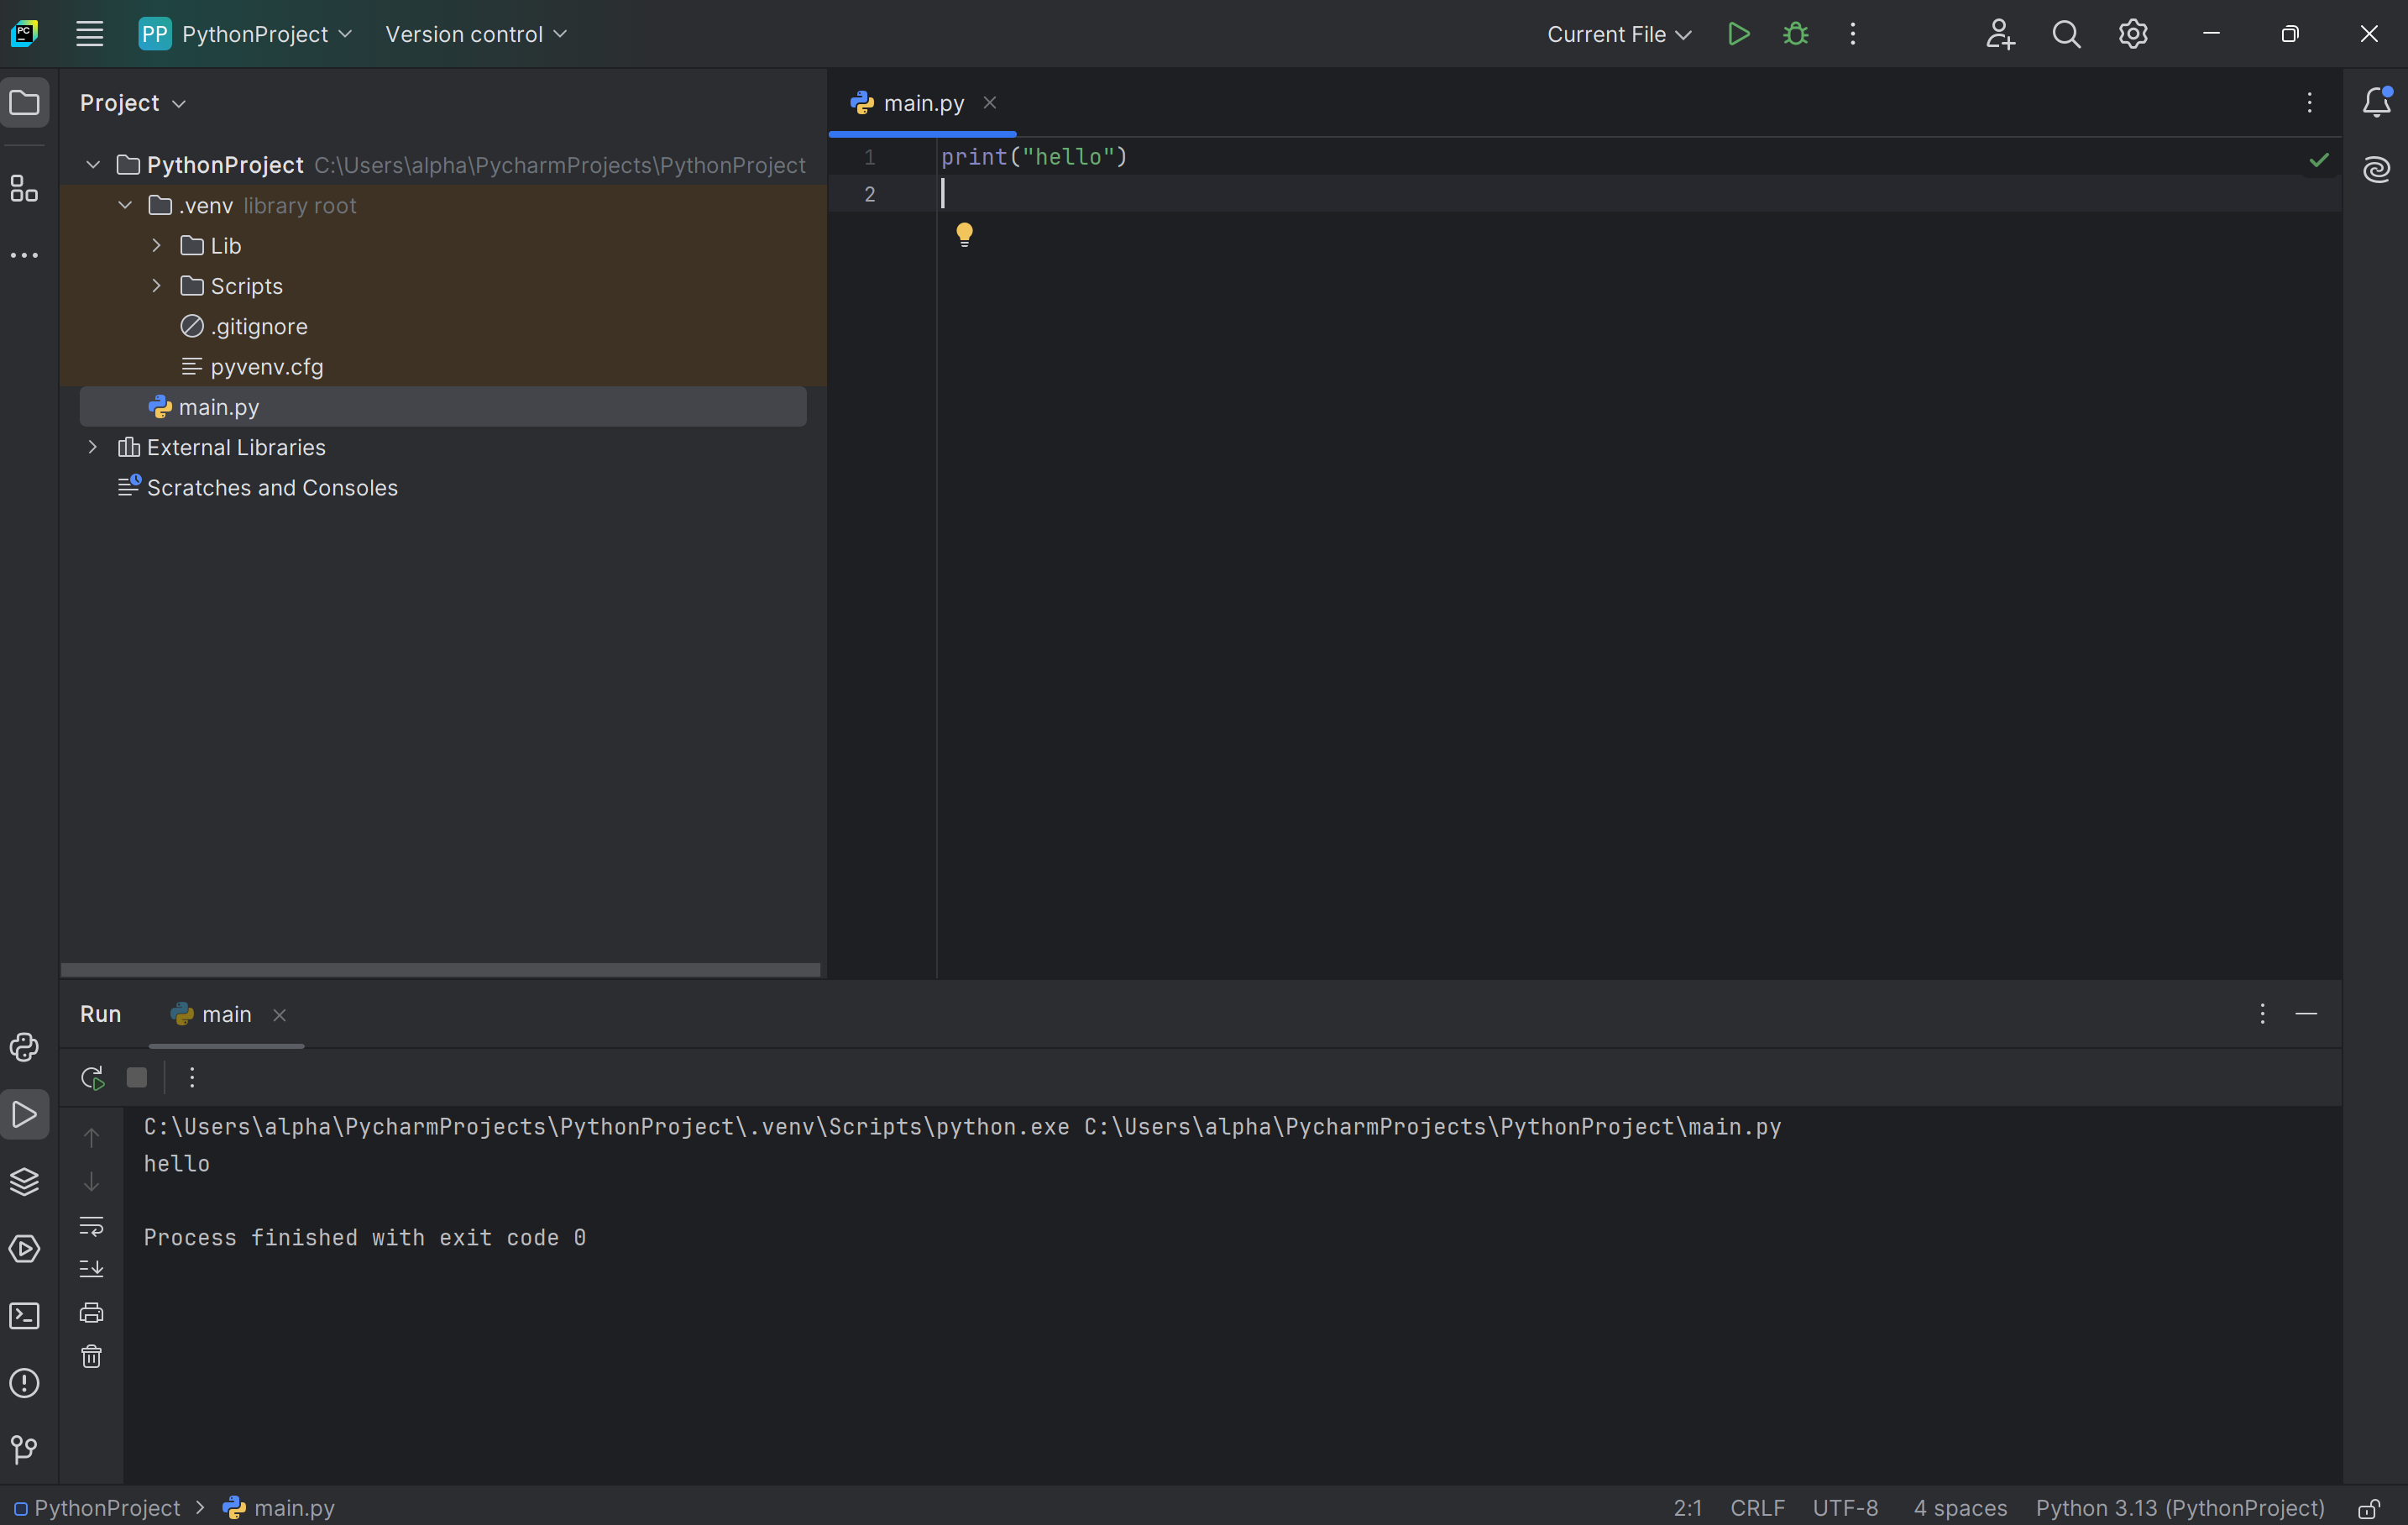 PC
PP PythonProject Version control Current File
Project
main.py
PythonProject C:\Users\alpha\PycharmProjects\PythonProject
.venv library root
Lib
Scripts
.gitignore
pyvenv.cfg
main.py
External Libraries
Scratches and Consoles
1 print("hello")
2
Run main
C:\Users\alpha\PycharmProjects\PythonProject\.venv\Scripts\python.exe C:\Users\alpha\PycharmProjects\PythonProject\main.py
hello
Process finished with exit code 0
PythonProject > main.py 2:1 CRLF UTF-8 4 spaces Python 3.13 (PythonProject)